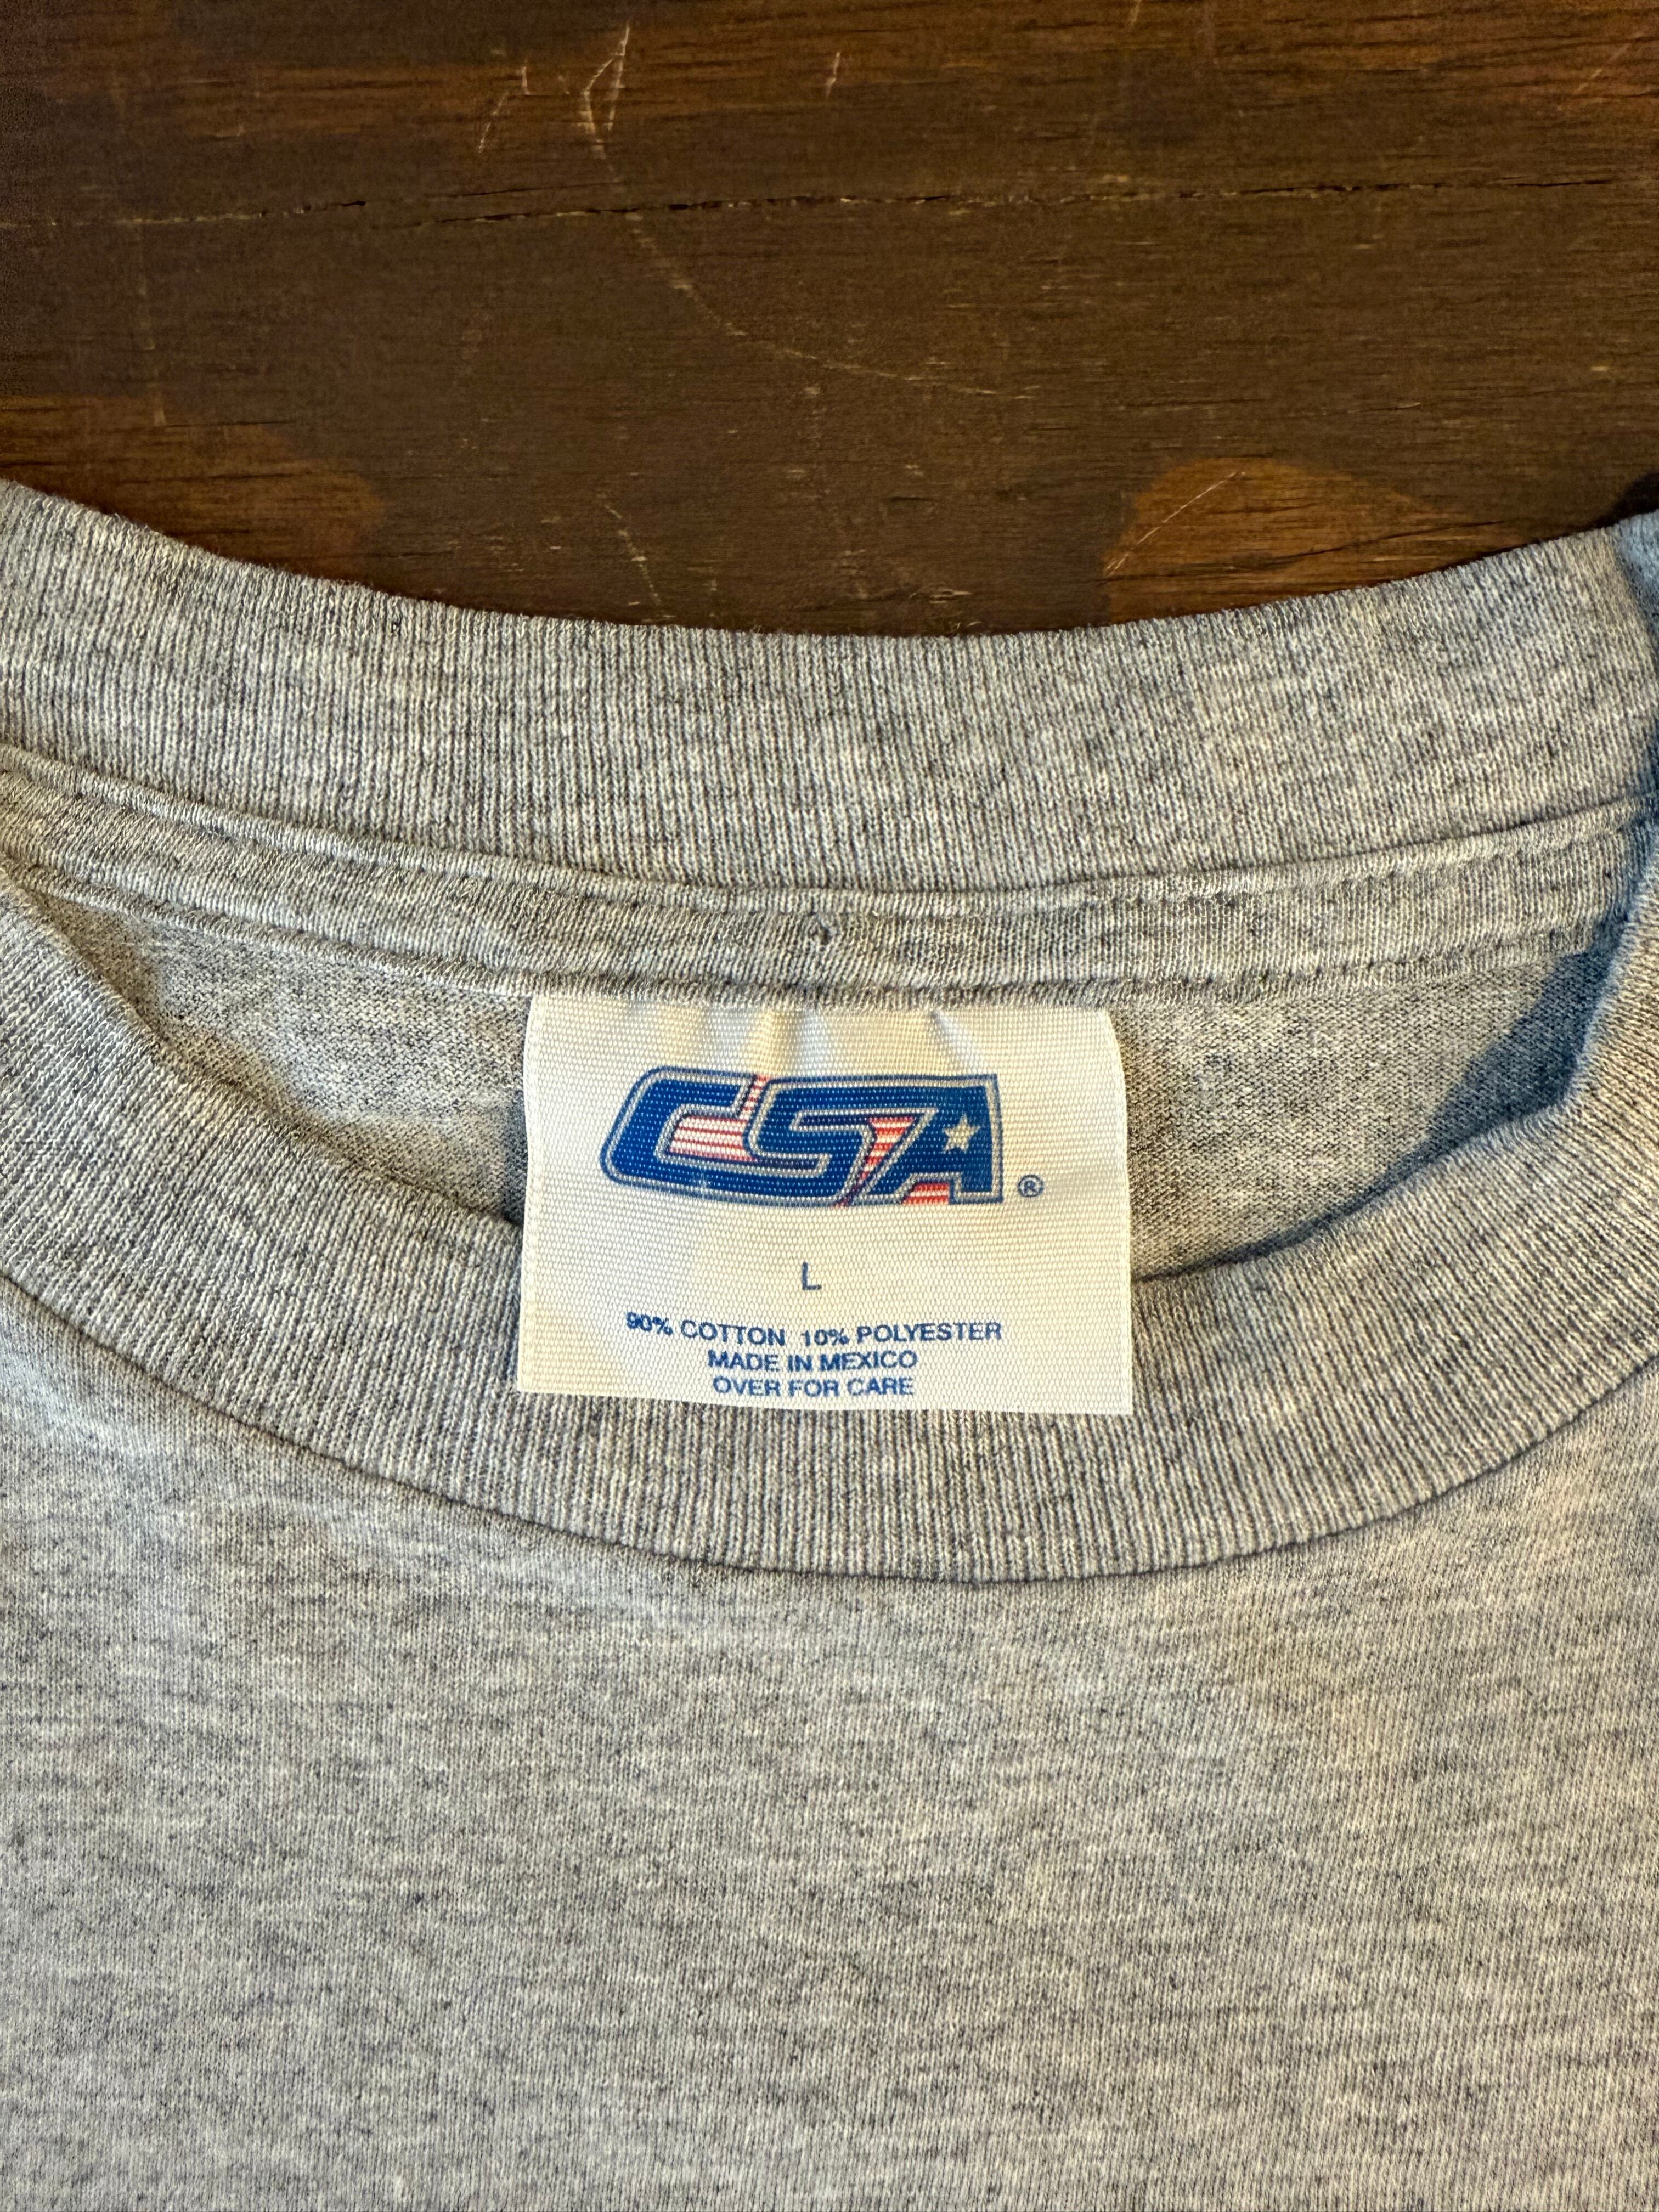 CSA ®
L
90% COTTON 10% POLYESTER
MADE IN MEXICO
OVER FOR CARE